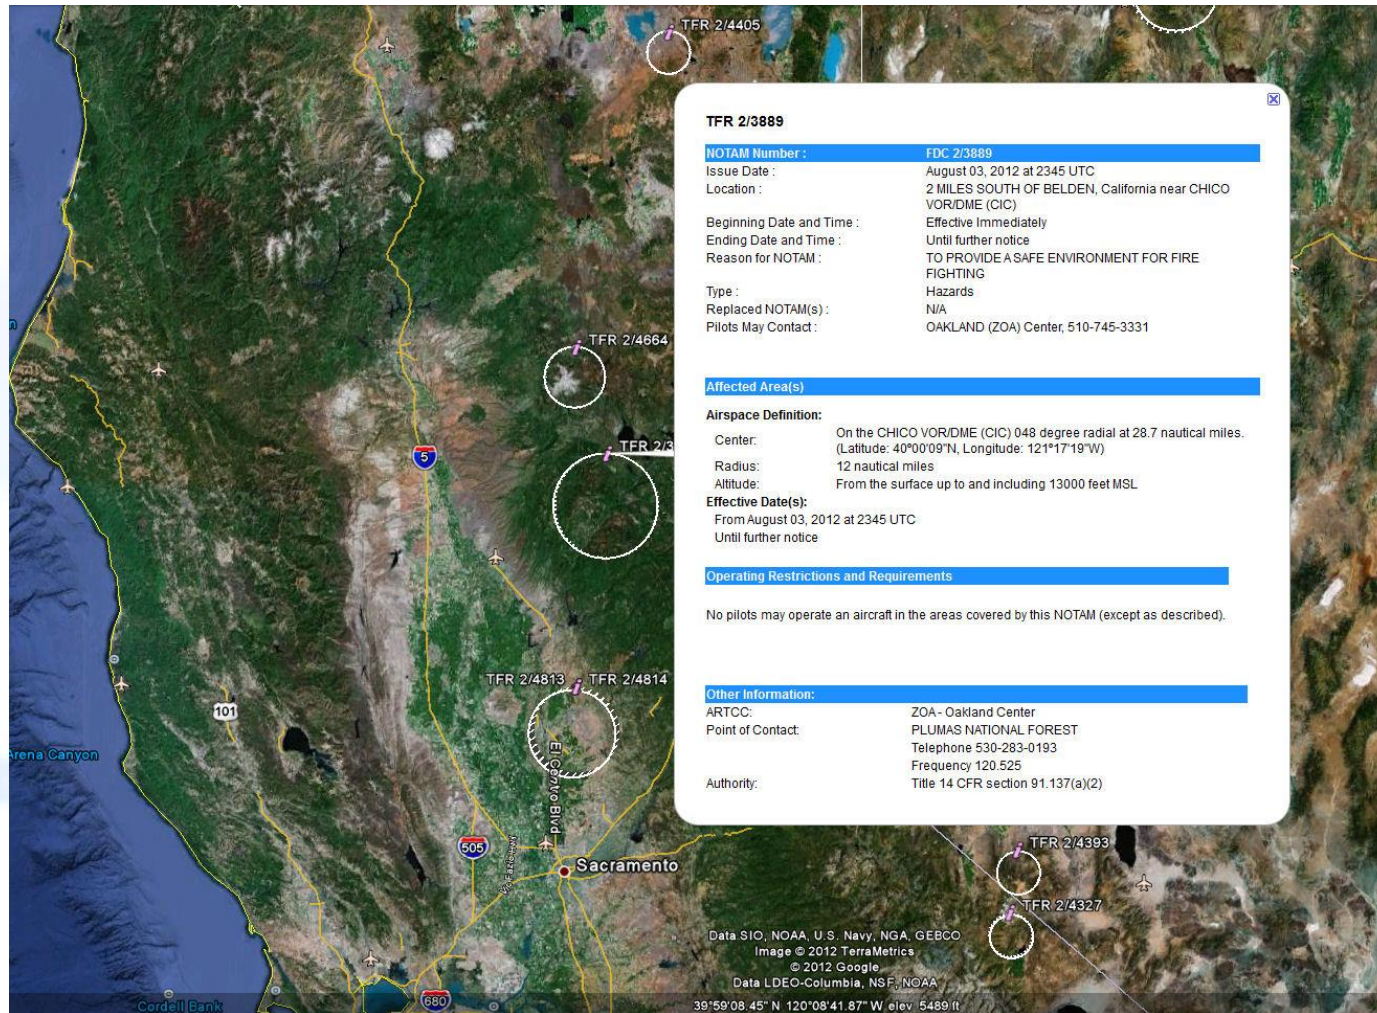 TFR 2/4405
TFR 2/3889
NOTAM Number : FDC 2/3889
Issue Date : August 03, 2012 at 2345 UTC
Location : 2 MILES SOUTH OF BELDEN, California near CHICO
VOR/DME (CIC)
Beginning Date and Time : Effective Immediately
Ending Date and Time : Until further notice
Reason for NOTAM : TO PROVIDE A SAFE ENVIRONMENT FOR FIRE
FIGHTING
Type : Hazards
Replaced NOTAM(s) : N/A
Pilots May Contact : OAKLAND (ZOA) Center, 510-745-3331
Affected Area(s)
Airspace Definition:
Center: On the CHICO VOR/DME (CIC) 048 degree radial at 28.7 nautical miles.
(Latitude: 40º00'09"N, Longitude: 121º17'19"W)
Radius: 12 nautical miles
Altitude: From the surface up to and including 13000 feet MSL
Effective Date(s):
From August 03, 2012 at 2345 UTC
Until further notice
Operating Restrictions and Requirements
No pilots may operate an aircraft in the areas covered by this NOTAM (except as described).
Other Information:
ARTCC: ZOA - Oakland Center
Point of Contact: PLUMAS NATIONAL FOREST
Telephone 530-283-0193
Frequency 120.525
Authority: Title 14 CFR section 91.137(a)(2)
TFR 2/4664
TFR 2/3
5
TFR 2/4813 TFR 2/4814
101
Arena Canyon
El Centro Blvd
505
Sacramento
TFR 2/4393
TFR 2/4327
680
Cordell Bank
Data SIO, NOAA, U.S. Navy, NGA, GEBCO
Image © 2012 TerraMetrics
© 2012 Google
Data LDEO-Columbia, NSF, NOAA
39°59'08.45" N 120°08'41.87" W elev 5489 ft